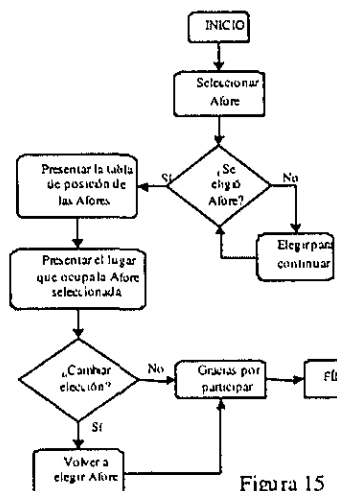 INICIO
Seleccionar
Afore
¿Se
eligió
Afore?
Sí
No
Presentar la tabla
de posición de
las Afores
Elegir para
continuar
Presentar el lugar
que ocupa la Afore
seleccionada
¿Cambiar
elección?
No
Sí
Gracias por
participar
Volver a
elegir Afore
Figura 15